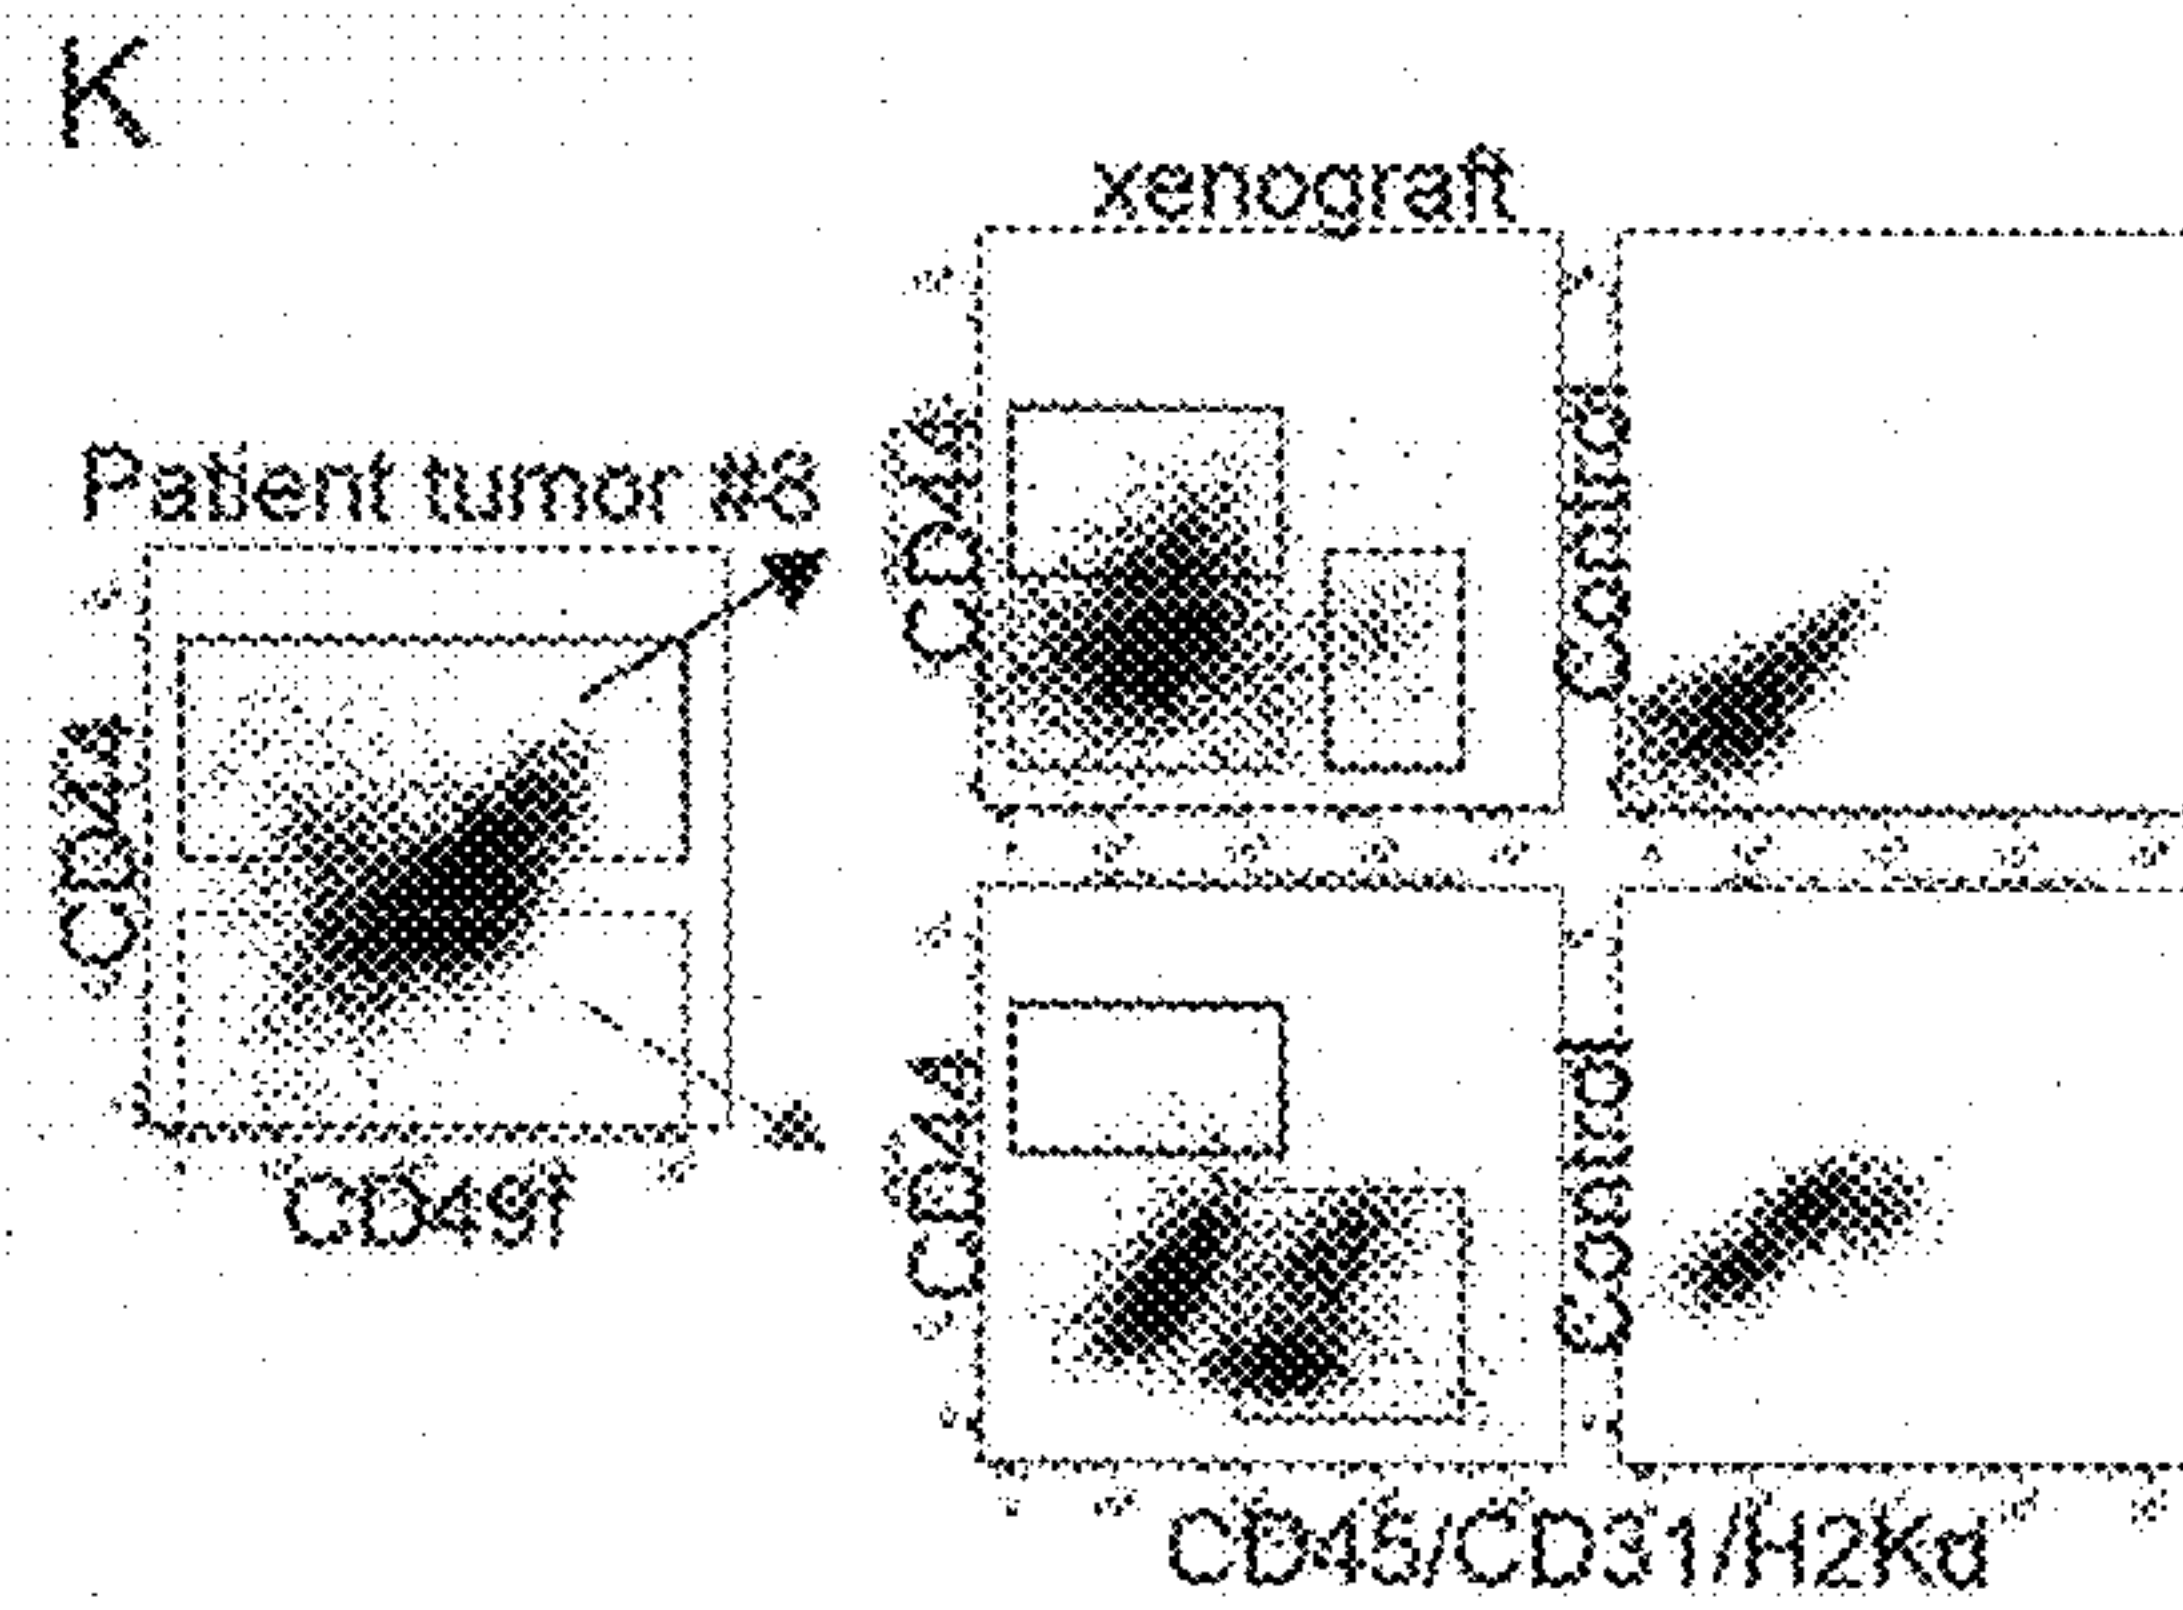 K
xenograft
Patient tumor #3
CD44
CD49f
CD44
Control
CD44
Control
CD45/CD31/H2Kd